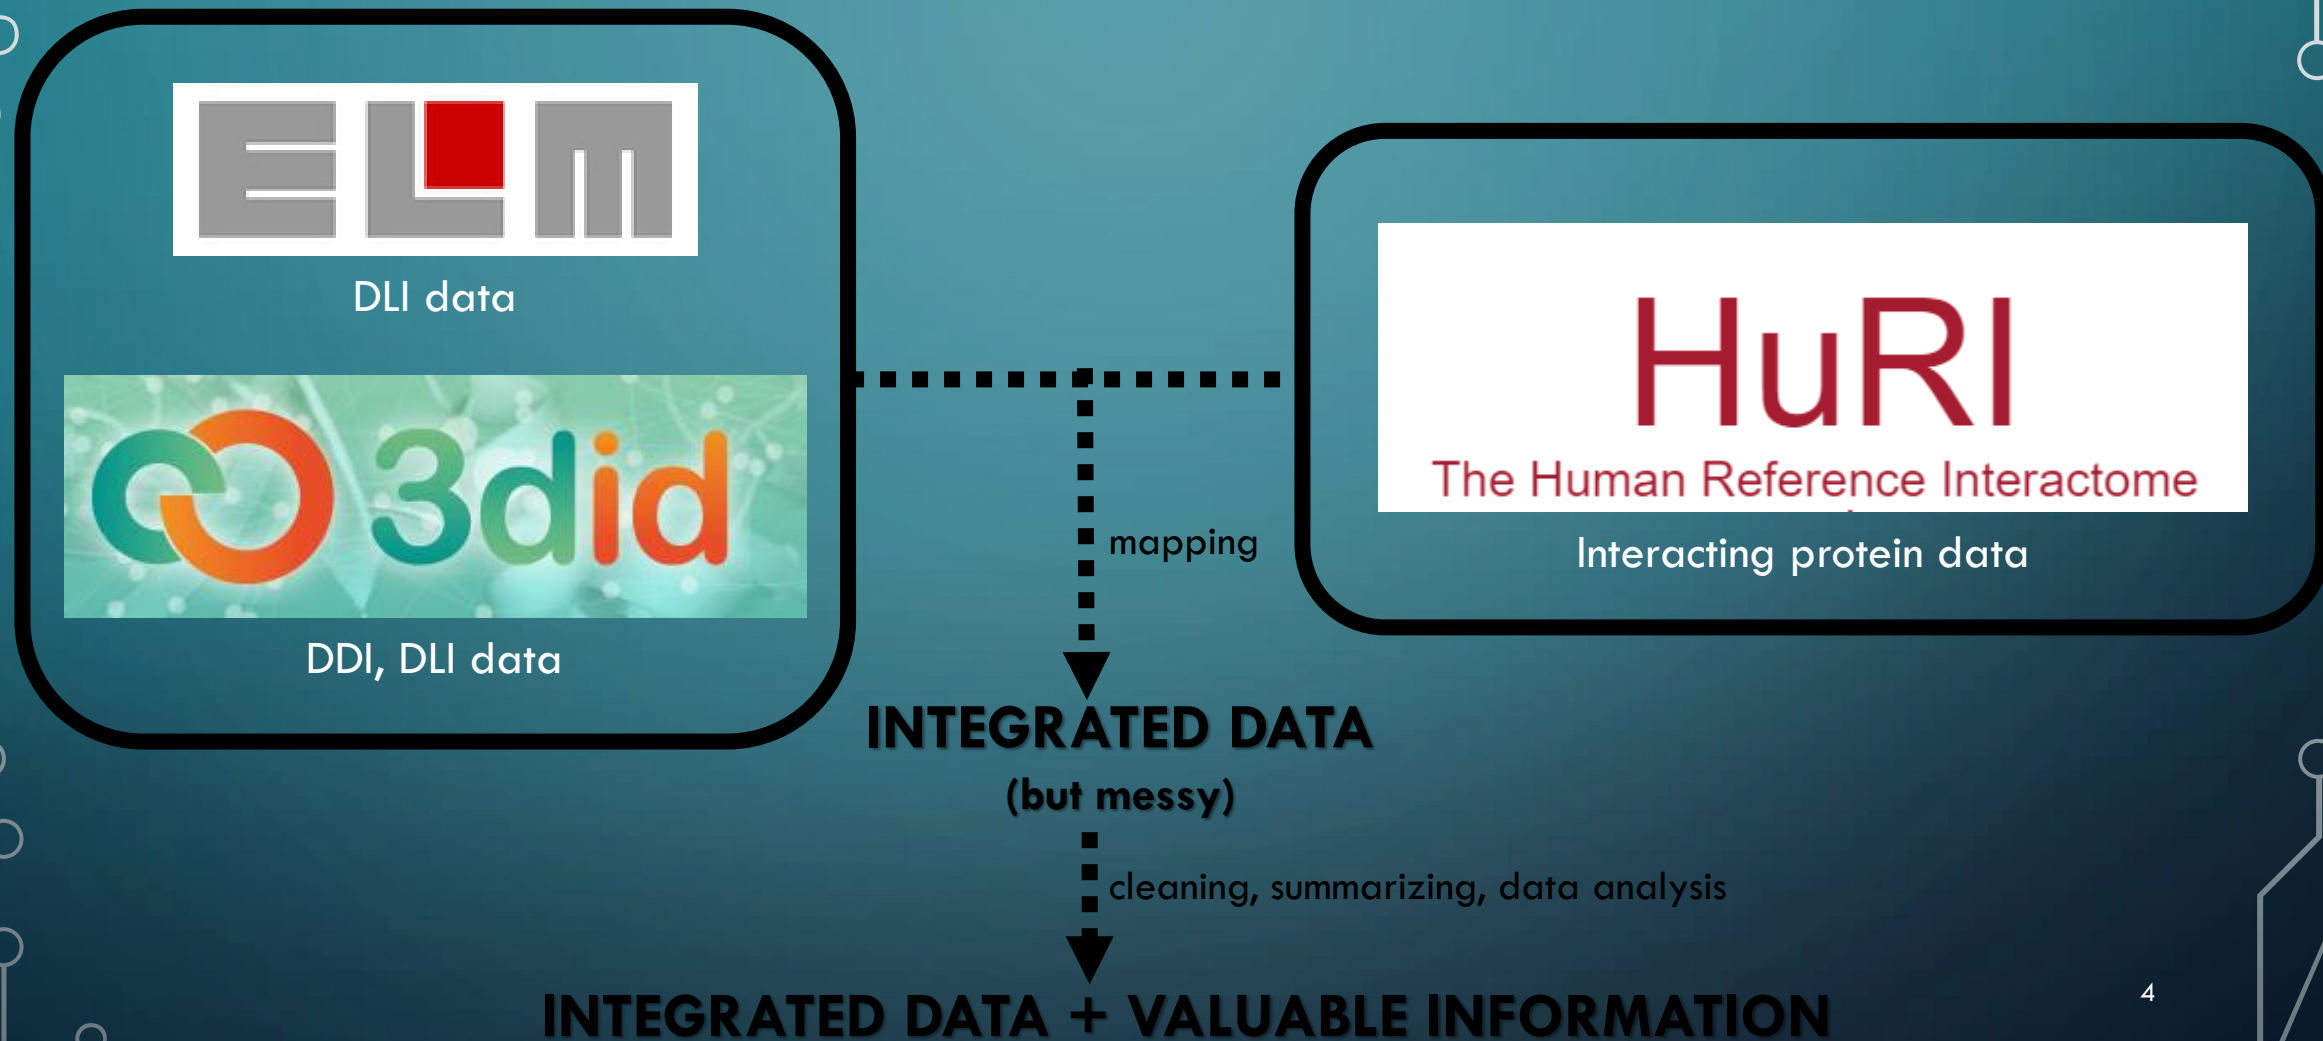 ELM
DLI data
3did
DDI, DLI data
HuRI
The Human Reference Interactome
Interacting protein data
mapping
INTEGRATED DATA
(but messy)
cleaning, summarizing, data analysis
INTEGRATED DATA + VALUABLE INFORMATION
4